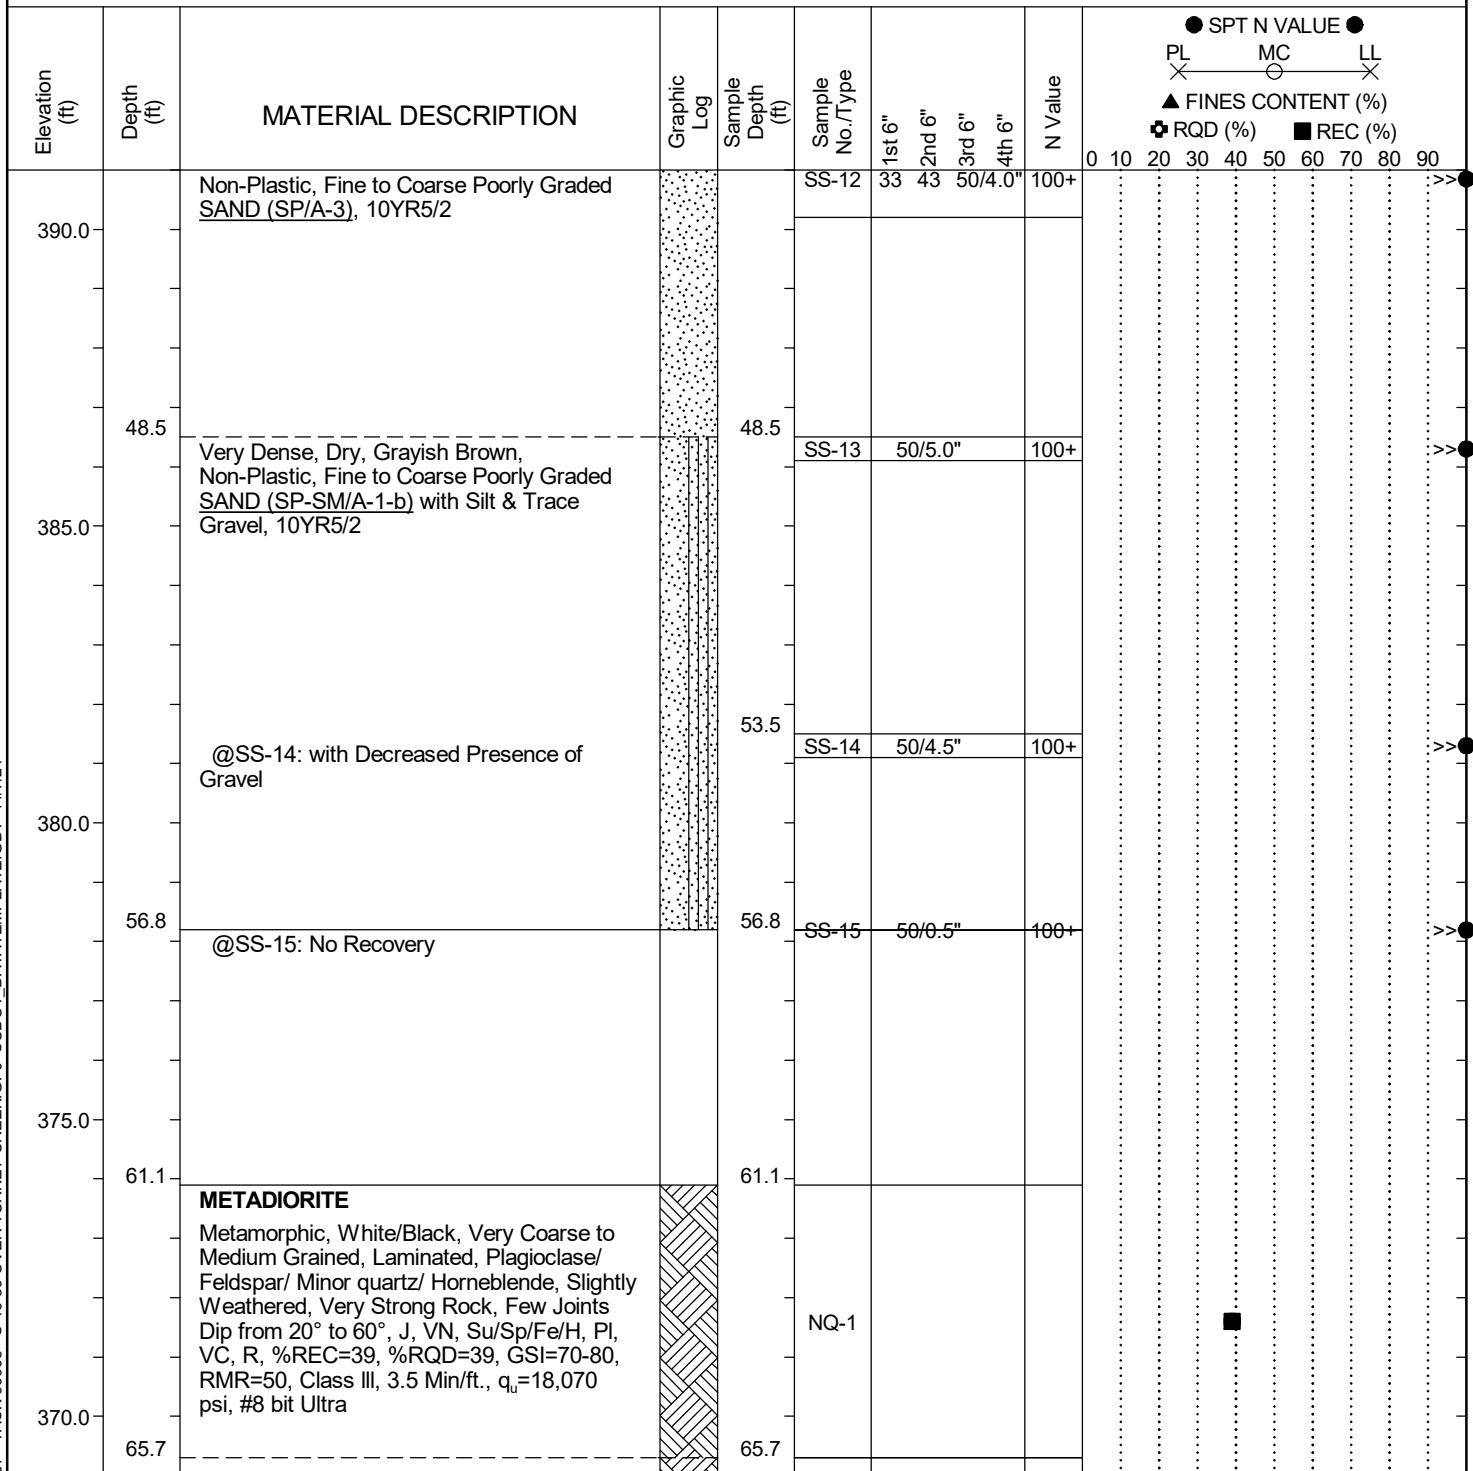 ● SPT N VALUE ●
PL MC LL
▲ FINES CONTENT (%)
RQD (%) ■ REC (%)
0 10 20 30 40 50 60 70 80 90
Elevation (ft)
Depth (ft)
MATERIAL DESCRIPTION
Graphic Log
Sample Depth (ft)
Sample No./Type
1st 6"
2nd 6"
3rd 6"
4th 6"
N Value
Non-Plastic, Fine to Coarse Poorly Graded
SAND (SP/A-3), 10YR5/2
SS-12 33 43 50/4.0" 100+ >>●
390.0
48.5 48.5
Very Dense, Dry, Grayish Brown,
SS-13 50/5.0" 100+ >>●
Non-Plastic, Fine to Coarse Poorly Graded
SAND (SP-SM/A-1-b) with Silt & Trace
Gravel, 10YR5/2
385.0
53.5
@SS-14: with Decreased Presence of
Gravel
SS-14 50/4.5" 100+ >>●
380.0
56.8 56.8
SS-15 50/0.5" 100+ >>●
@SS-15: No Recovery
375.0
61.1 61.1
METADIORITE
Metamorphic, White/Black, Very Coarse to
Medium Grained, Laminated, Plagioclase/
Feldspar/ Minor quartz/ Horneblende, Slightly
Weathered, Very Strong Rock, Few Joints
Dip from 20° to 60°, J, VN, Su/Sp/Fe/H, Pl,
VC, R, %REC=39, %RQD=39, GSI=70-80,
RMR=50, Class III, 3.5 Min/ft., qu=18,070
psi, #8 bit Ultra
NQ-1
370.0
65.7 65.7